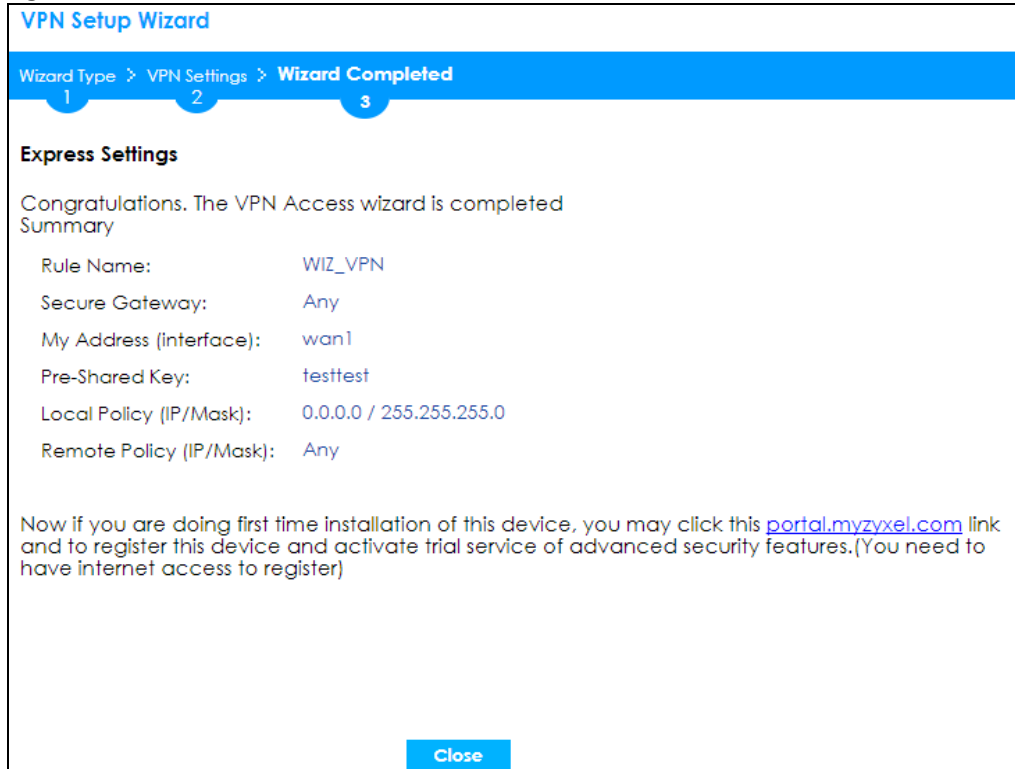 VPN Setup Wizard
Wizard Type > VPN Settings > Wizard Completed
1 2 3
Express Settings
Congratulations. The VPN Access wizard is completed
Summary
Rule Name: WIZ_VPN
Secure Gateway: Any
My Address (interface): wan1
Pre-Shared Key: testtest
Local Policy (IP/Mask): 0.0.0.0 / 255.255.255.0
Remote Policy (IP/Mask): Any
Now if you are doing first time installation of this device, you may click this portal.myzyxel.com link
and to register this device and activate trial service of advanced security features.(You need to
have internet access to register)
Close